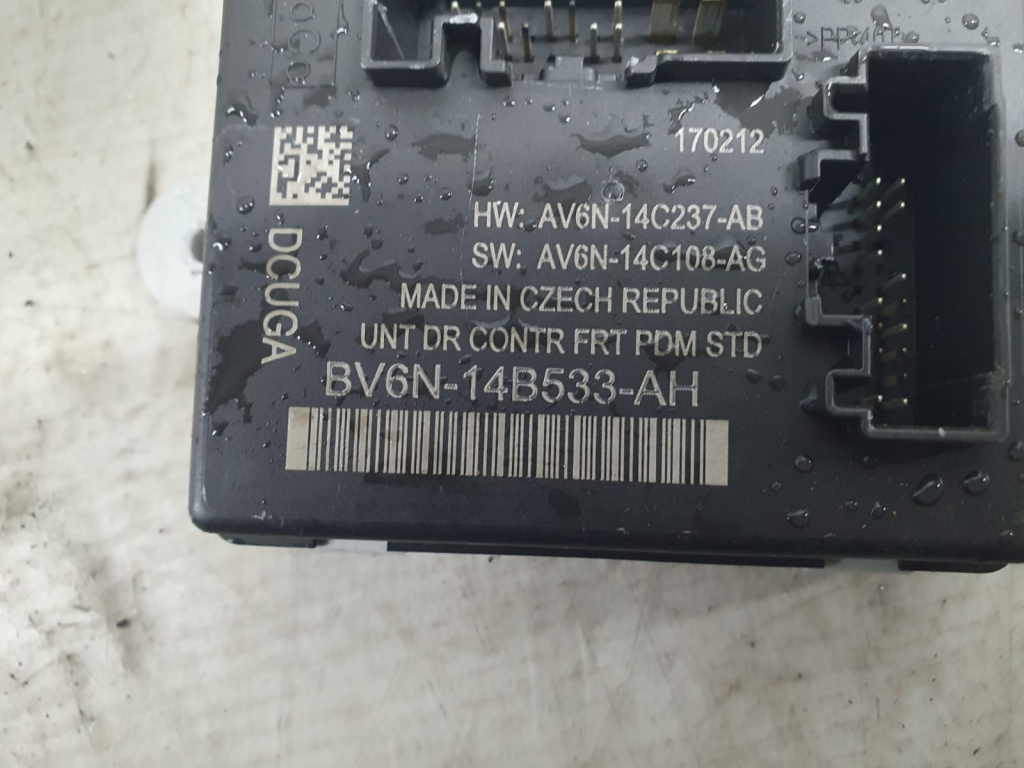 170212
HW: AV6N-14C237-AB
SW: AV6N-14C108-AG
MADE IN CZECH REPUBLIC
UNT DR CONTR FRT PDM STD
BV6N-14B533-AH
DCUGA